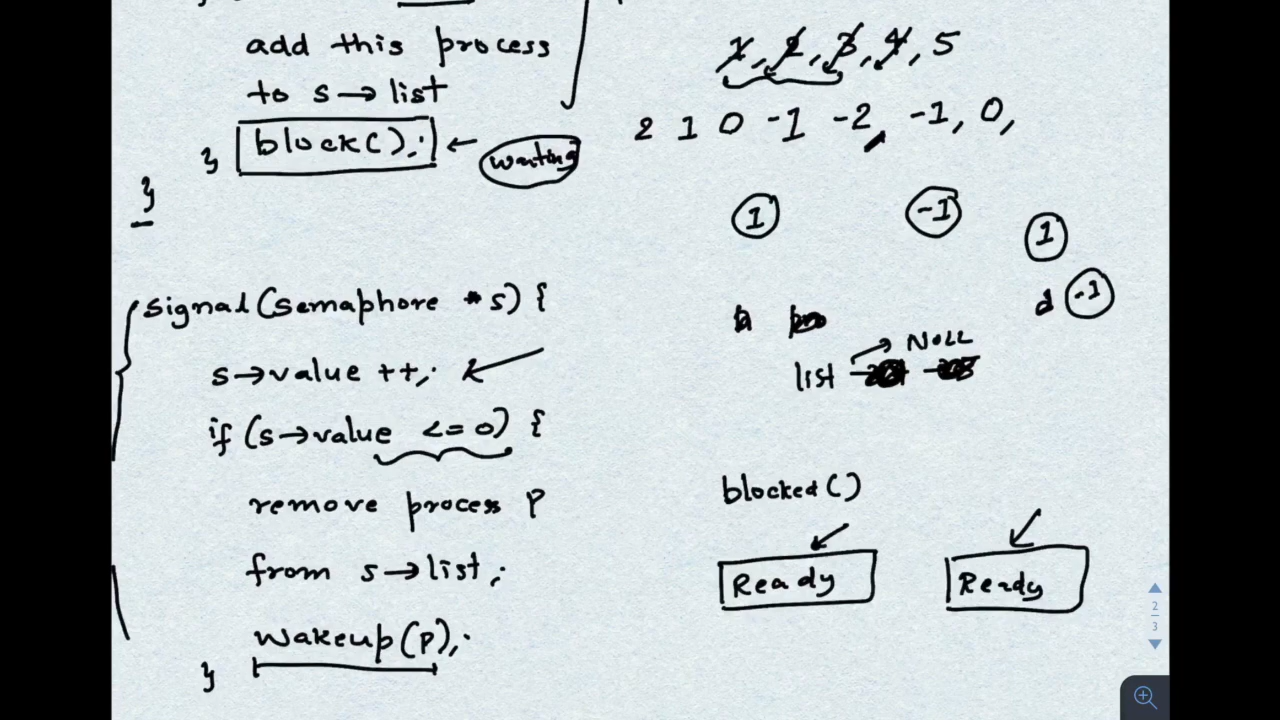 add this process
to s→list
} block(); ← waiting
}
signal(semaphore *s) {
s→value ++;
if (s→value <= 0) {
remove process P
from s→list;
wakeup(P);
}
1, 2, 3, 4, 5
2 1 0 -1 -2, -1, 0,
1 -1
1
-1
NULL
list
blocked()
Ready Ready
2
3